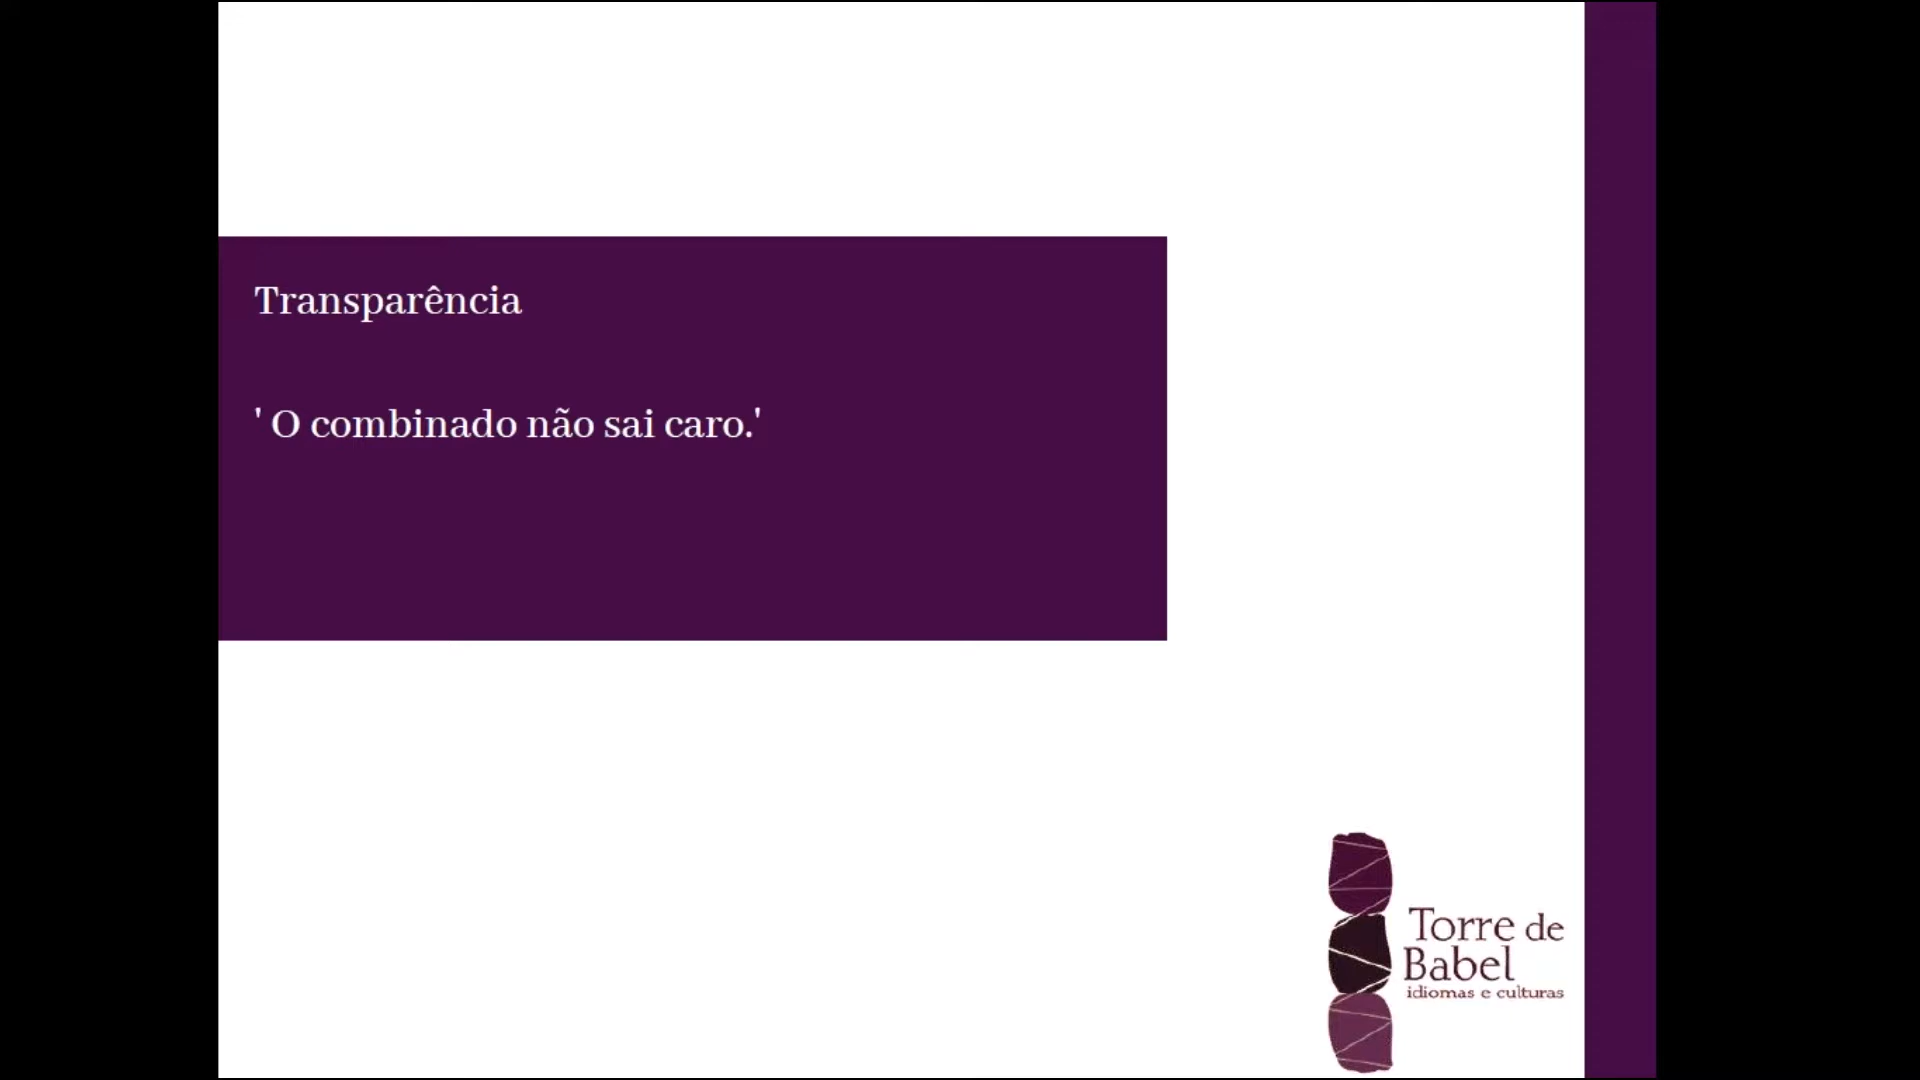 Transparência
' O combinado não sai caro.'
Torre de
Babel
idiomas e culturas